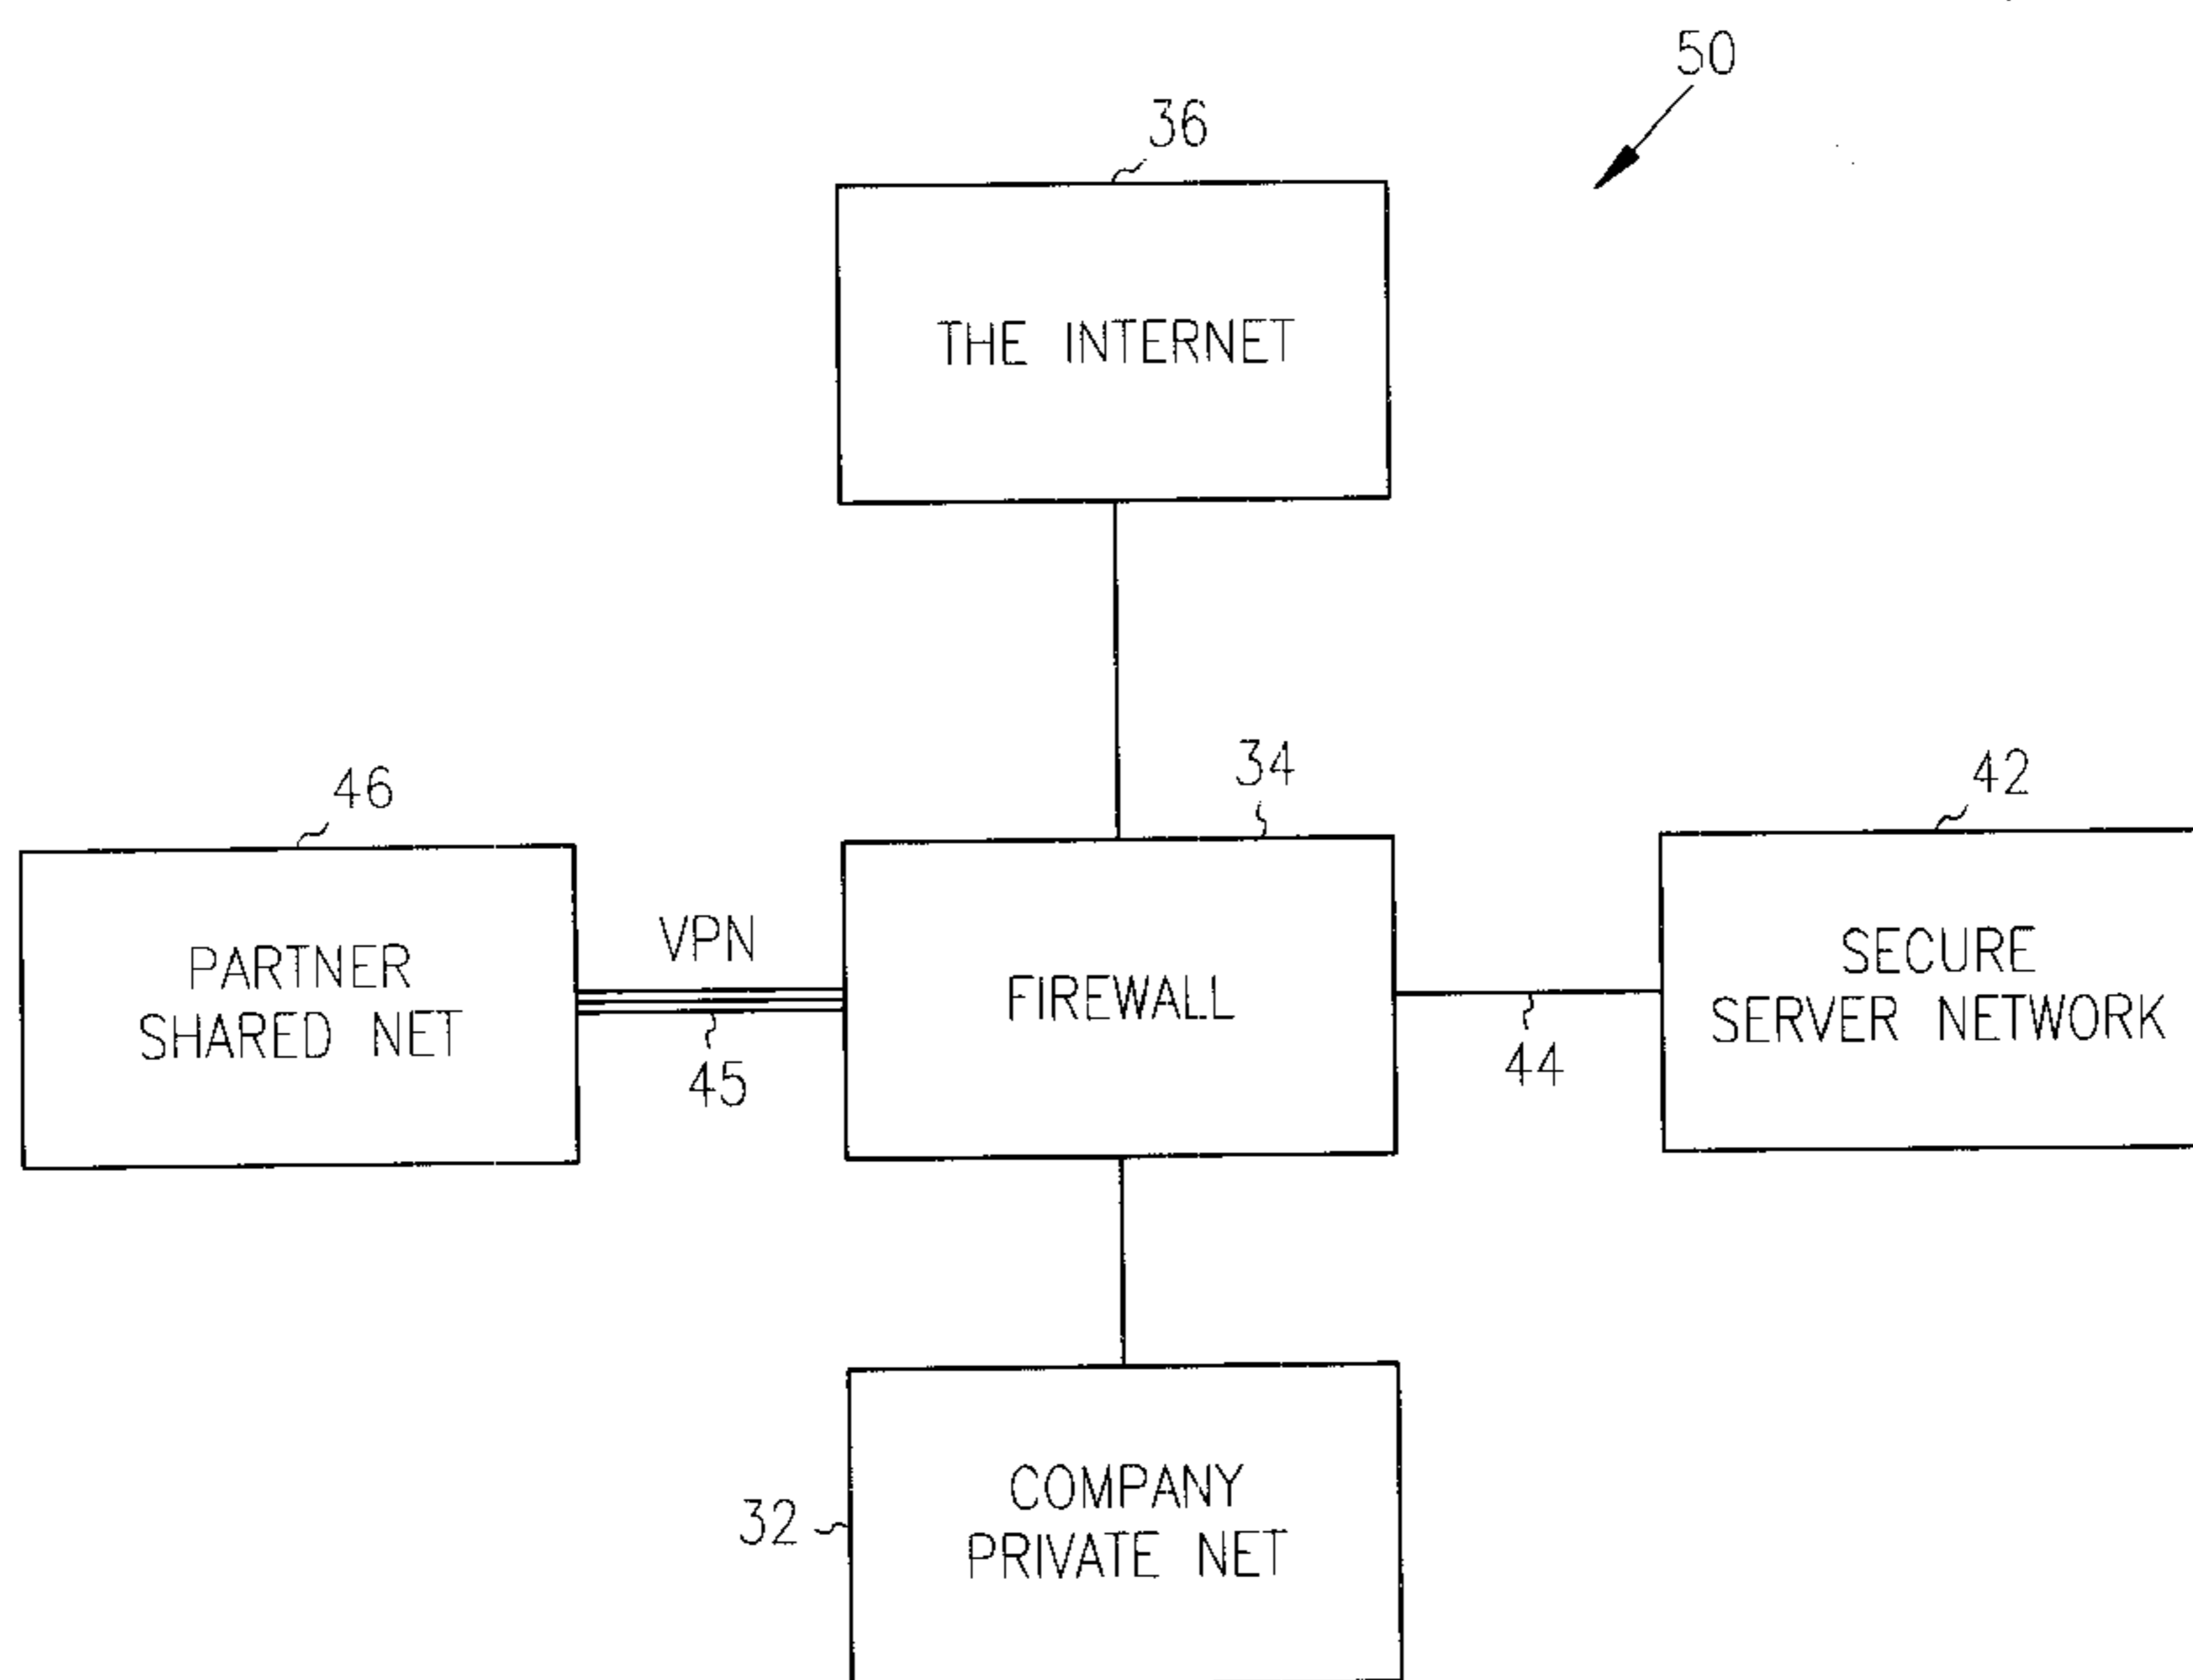 50
36
THE INTERNET
46
34
42
PARTNER
SHARED NET
VPN
45
FIREWALL
44
SECURE
SERVER NETWORK
32
COMPANY
PRIVATE NET